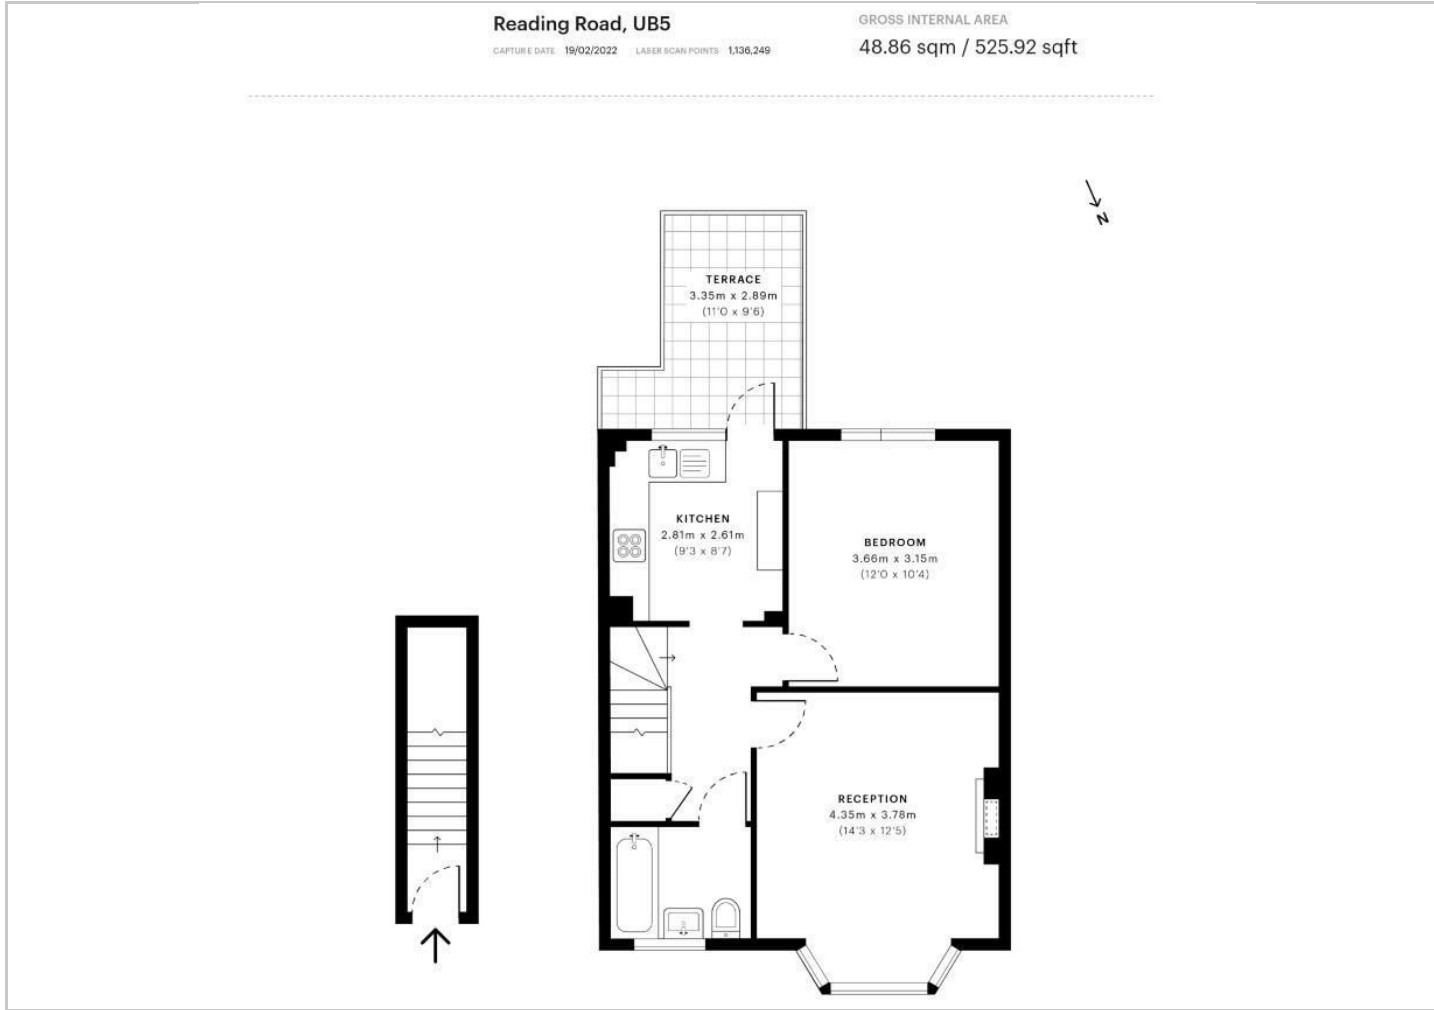 Reading Road, UB5
CAPTURE DATE 19/02/2022 LASER SCAN POINTS 1,136,249
GROSS INTERNAL AREA
48.86 sqm / 525.92 sqft
N
TERRACE
3.35m x 2.89m
(11'0 x 9'6)
KITCHEN
2.81m x 2.61m
(9'3 x 8'7)
BEDROOM
3.66m x 3.15m
(12'0 x 10'4)
RECEPTION
4.35m x 3.78m
(14'3 x 12'5)